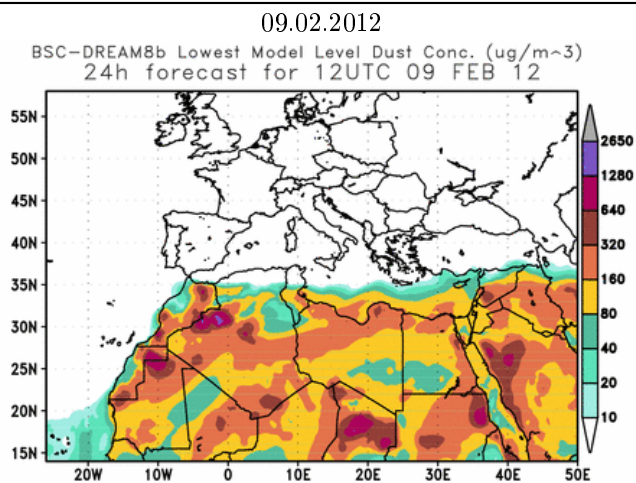 09.02.2012
BSC-DREAM8b Lowest Model Level Dust Conc. (ug/m^3)
24h forecast for 12UTC 09 FEB 12
55N
50N
45N
40N
35N
30N
25N
20N
15N
20W 10W 0 10E 20E 30E 40E 50E
2650
1280
640
320
160
80
40
20
10